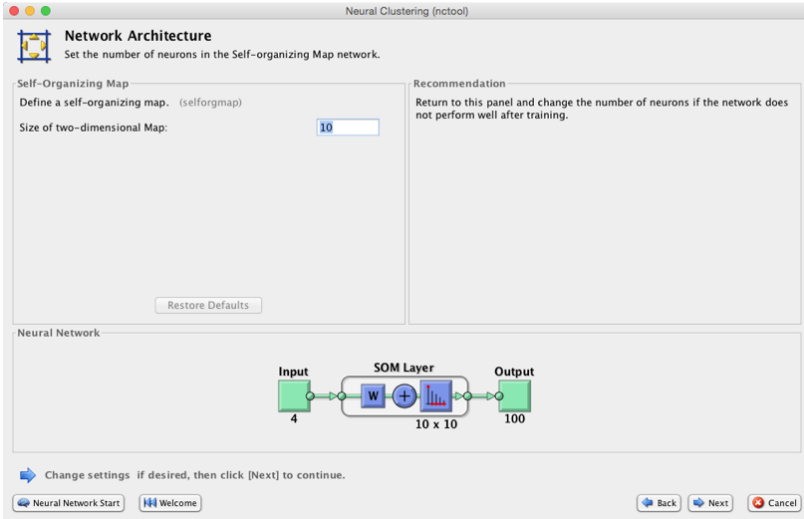 Neural Clustering (nctool)
Network Architecture
Set the number of neurons in the Self-organizing Map network.
Self-Organizing Map
Define a self-organizing map. (selforgmap)
Size of two-dimensional Map:
10
Restore Defaults
Recommendation
Return to this panel and change the number of neurons if the network does
not perform well after training.
Neural Network
Input
SOM Layer
Output
W
+
4
10 x 10
100
Change settings if desired, then click [Next] to continue.
Neural Network Start
Welcome
Back
Next
Cancel